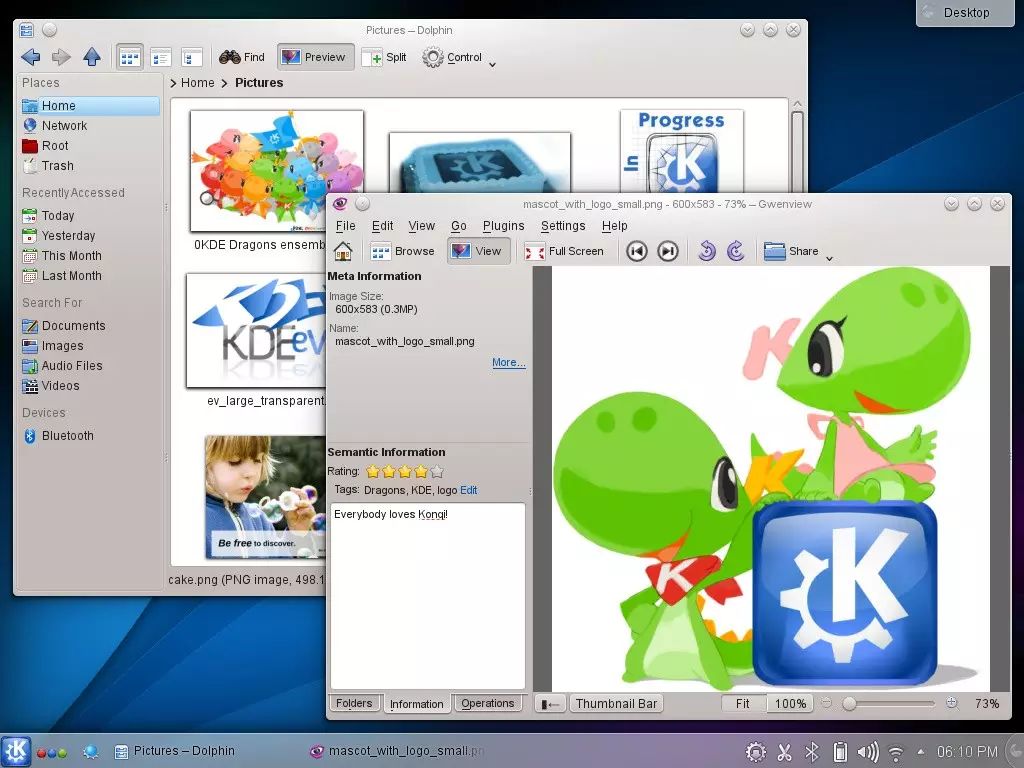 Desktop
Pictures – Dolphin
Find
Preview
Split
Control
Places
Home
Network
Root
Trash
RecentlyAccessed
Today
Yesterday
This Month
Last Month
Search For
Documents
Images
Audio Files
Videos
Devices
Bluetooth
Home
Pictures
0KDE Dragons ensemb
K
Progress
In
K
KDE eV
ev_large_transparent.
Be free to discover.
cake.png (PNG image, 498.1
mascot_with_logo_small.png - 600x583 - 73% – Gwenview
File Edit View Go Plugins Settings Help
Browse View Full Screen Share
Meta Information
Image Size:
600x583 (0.3MP)
Name:
mascot_with_logo_small.png
More...
Semantic Information
Rating:
Tags: Dragons, KDE, logo Edit
Everybody loves Konqi!
K
K
K
K
Folders Information Operations
Thumbnail Bar
Fit 100% 73%
K
Pictures – Dolphin
mascot_with_logo_small.pn
06:10 PM